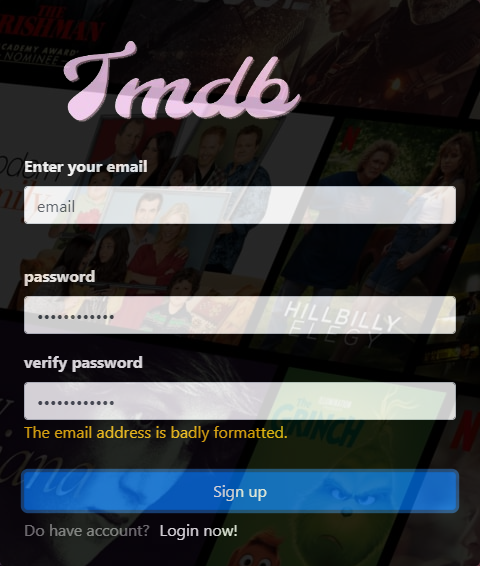 THE
IRISHMAN
ACADEMY AWARD
NOMINEE
Tmdb
Enter your email
email
password
••••••••••••
HILLBILLY
ELEGY
verify password
••••••••••••
The email address is badly formatted.
THE
GRINCH
Sign up
Do have account? Login now!